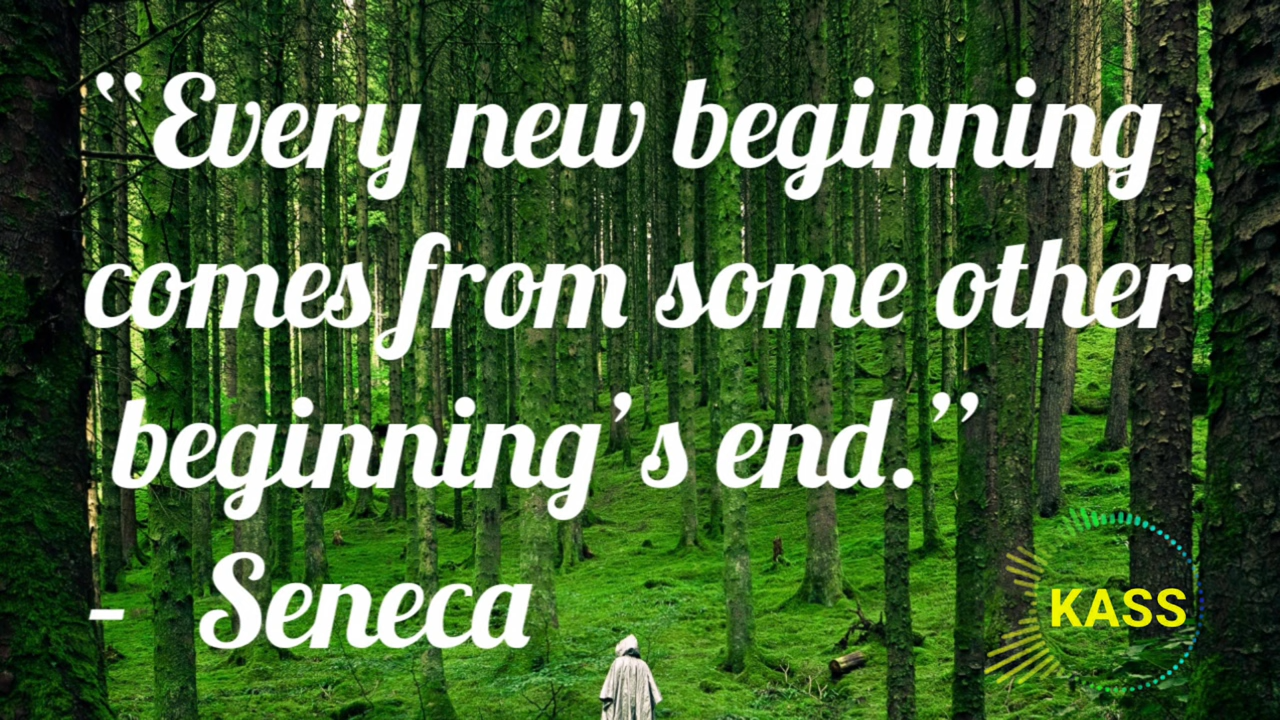 “Every new beginning
comes from some other
beginning’s end.”
- Seneca
KASS